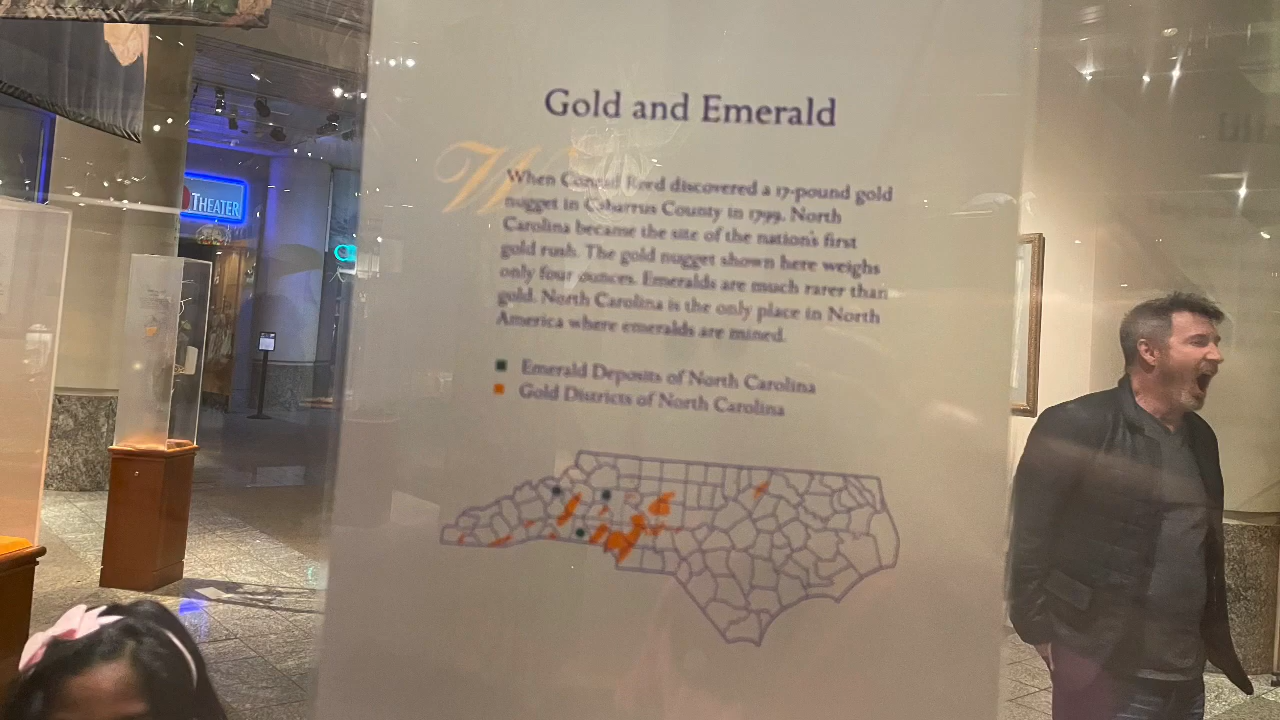 Gold and Emerald
When Conrad Reed discovered a 17-pound gold
nugget in Cabarrus County in 1799, North
Carolina became the site of the nation's first
gold rush. The gold nugget shown here weighs
only four ounces. Emeralds are much rarer than
gold. North Carolina is the only place in North
America where emeralds are mined.
Emerald Deposits of North Carolina
Gold Districts of North Carolina
THEATER